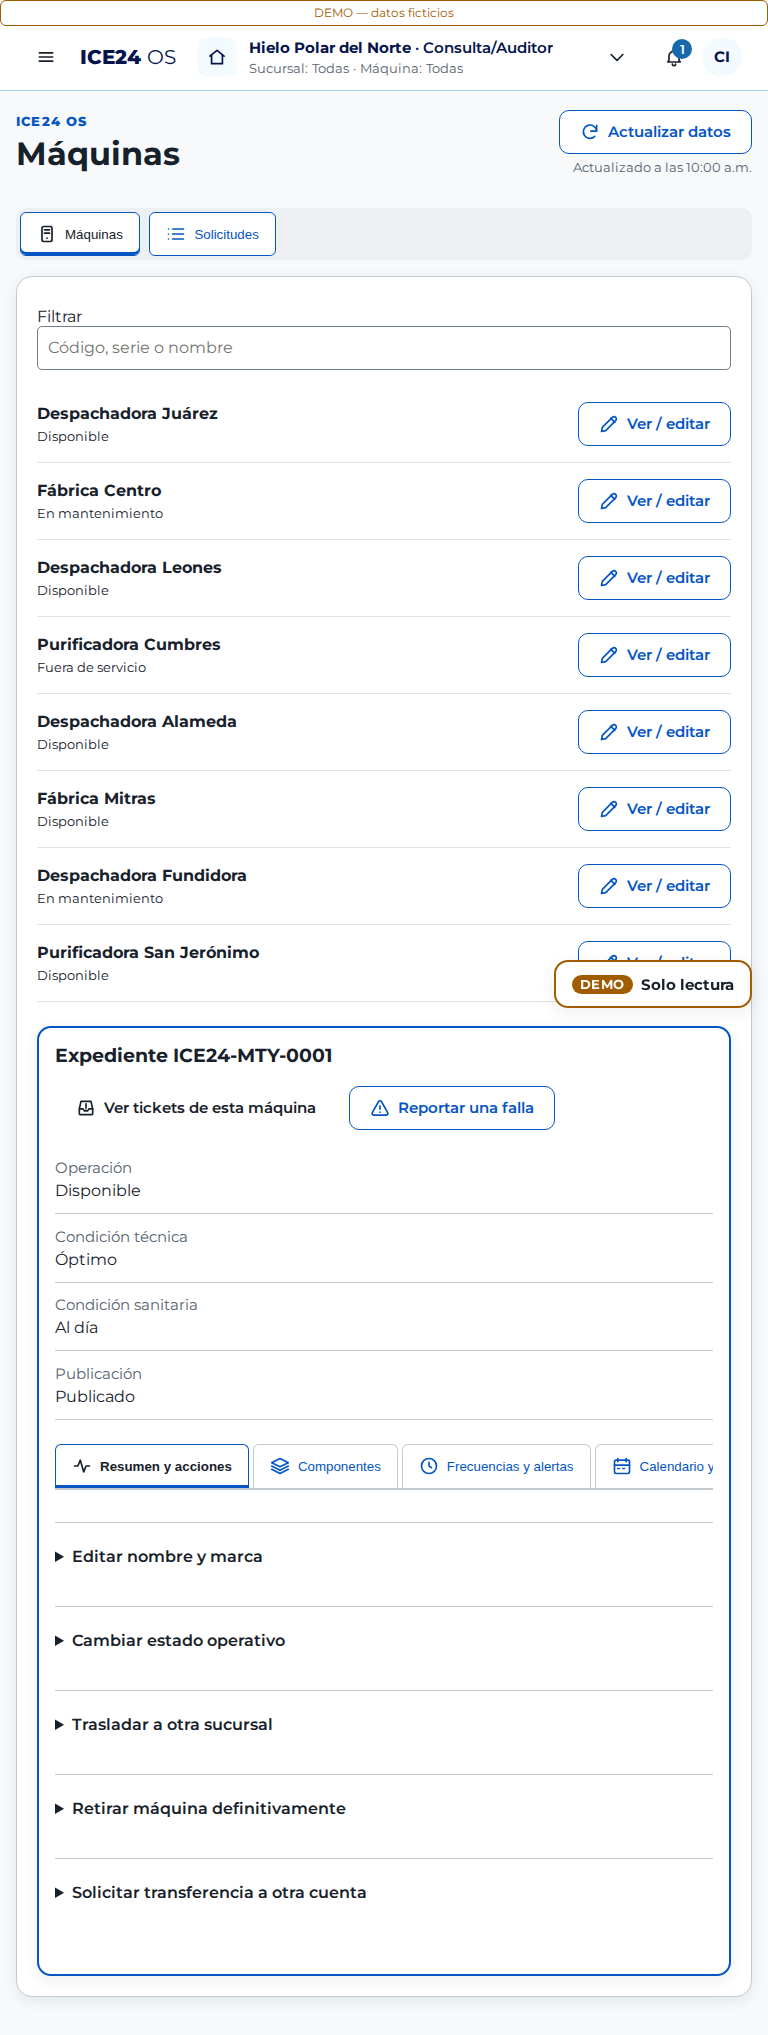 DEMO — datos ficticios
ICE24 OS
Hielo Polar del Norte · Consulta/Auditor
Sucursal: Todas · Máquina: Todas
1
CI
ICE24 OS
Máquinas
Actualizar datos
Actualizado a las 10:00 a.m.
Máquinas
Solicitudes
Filtrar
Código, serie o nombre
Despachadora Juárez
Disponible
Ver / editar
Fábrica Centro
En mantenimiento
Ver / editar
Despachadora Leones
Disponible
Ver / editar
Purificadora Cumbres
Fuera de servicio
Ver / editar
Despachadora Alameda
Disponible
Ver / editar
Fábrica Mitras
Disponible
Ver / editar
Despachadora Fundidora
En mantenimiento
Ver / editar
Purificadora San Jerónimo
Disponible
Ver / editar
DEMO Solo lectura
Expediente ICE24-MTY-0001
Ver tickets de esta máquina
Reportar una falla
Operación
Disponible
Condición técnica
Óptimo
Condición sanitaria
Al día
Publicación
Publicado
Resumen y acciones
Componentes
Frecuencias y alertas
Calendario y
Editar nombre y marca
Cambiar estado operativo
Trasladar a otra sucursal
Retirar máquina definitivamente
Solicitar transferencia a otra cuenta